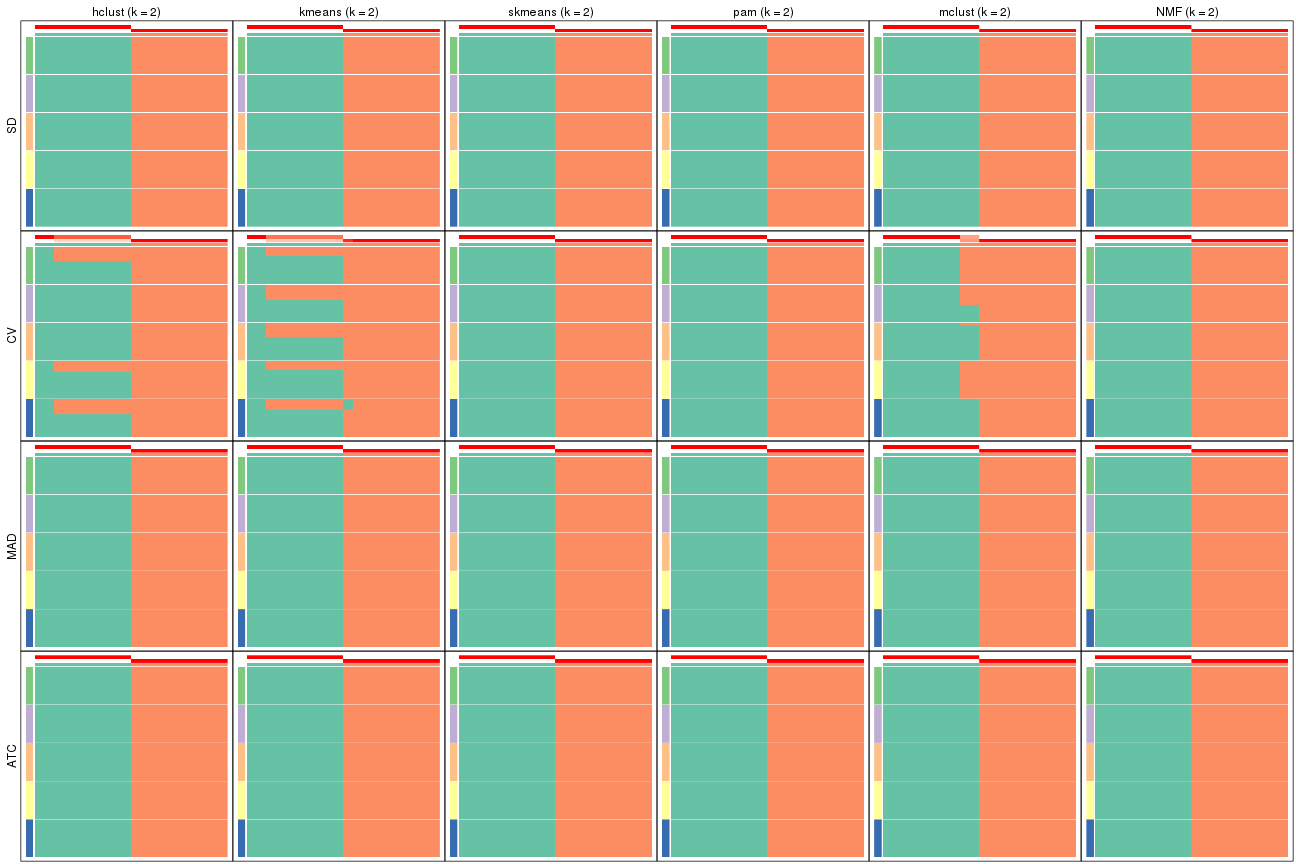 hclust (k = 2) kmeans (k = 2) skmeans (k = 2) pam (k = 2) mclust (k = 2) NMF (k = 2)
SD
CV
MAD
ATC